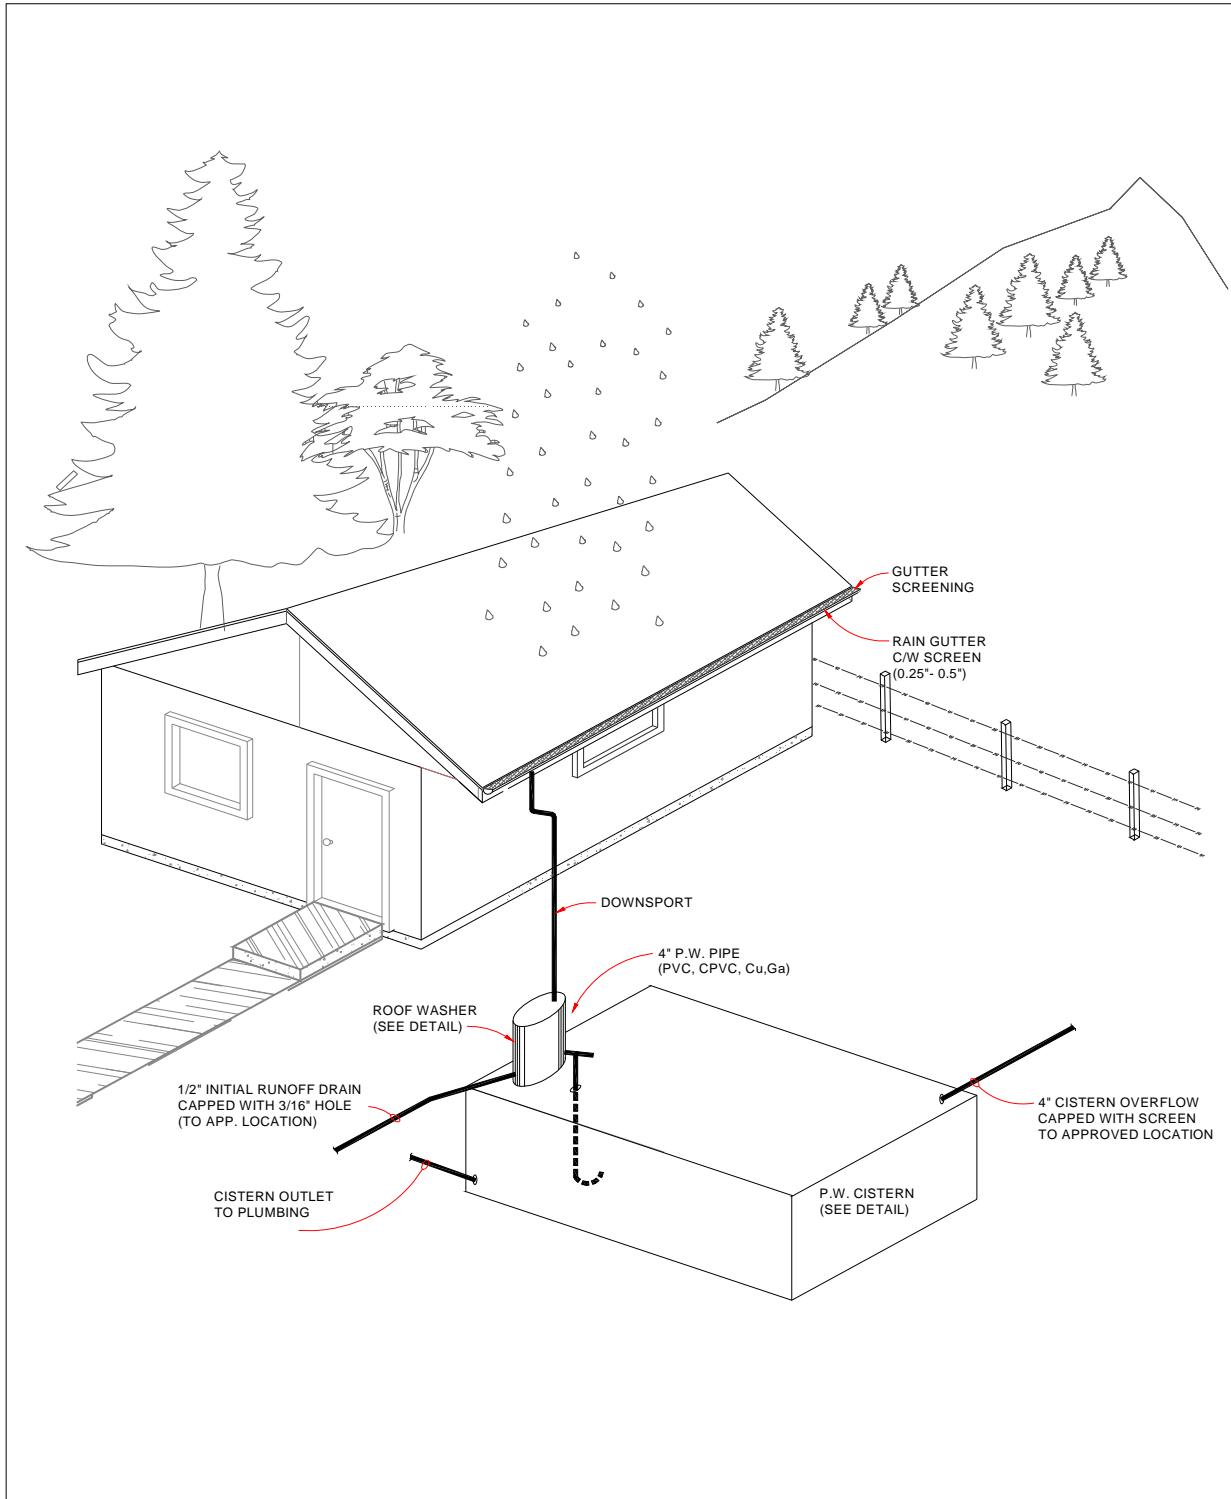 GUTTER
SCREENING
RAIN GUTTER
C/W SCREEN
(0.25"- 0.5")
DOWNSPORT
4" P.W. PIPE
(PVC, CPVC, Cu,Ga)
ROOF WASHER
(SEE DETAIL)
1/2" INITIAL RUNOFF DRAIN
CAPPED WITH 3/16" HOLE
(TO APP. LOCATION)
4" CISTERN OVERFLOW
CAPPED WITH SCREEN
TO APPROVED LOCATION
CISTERN OUTLET
TO PLUMBING
P.W. CISTERN
(SEE DETAIL)